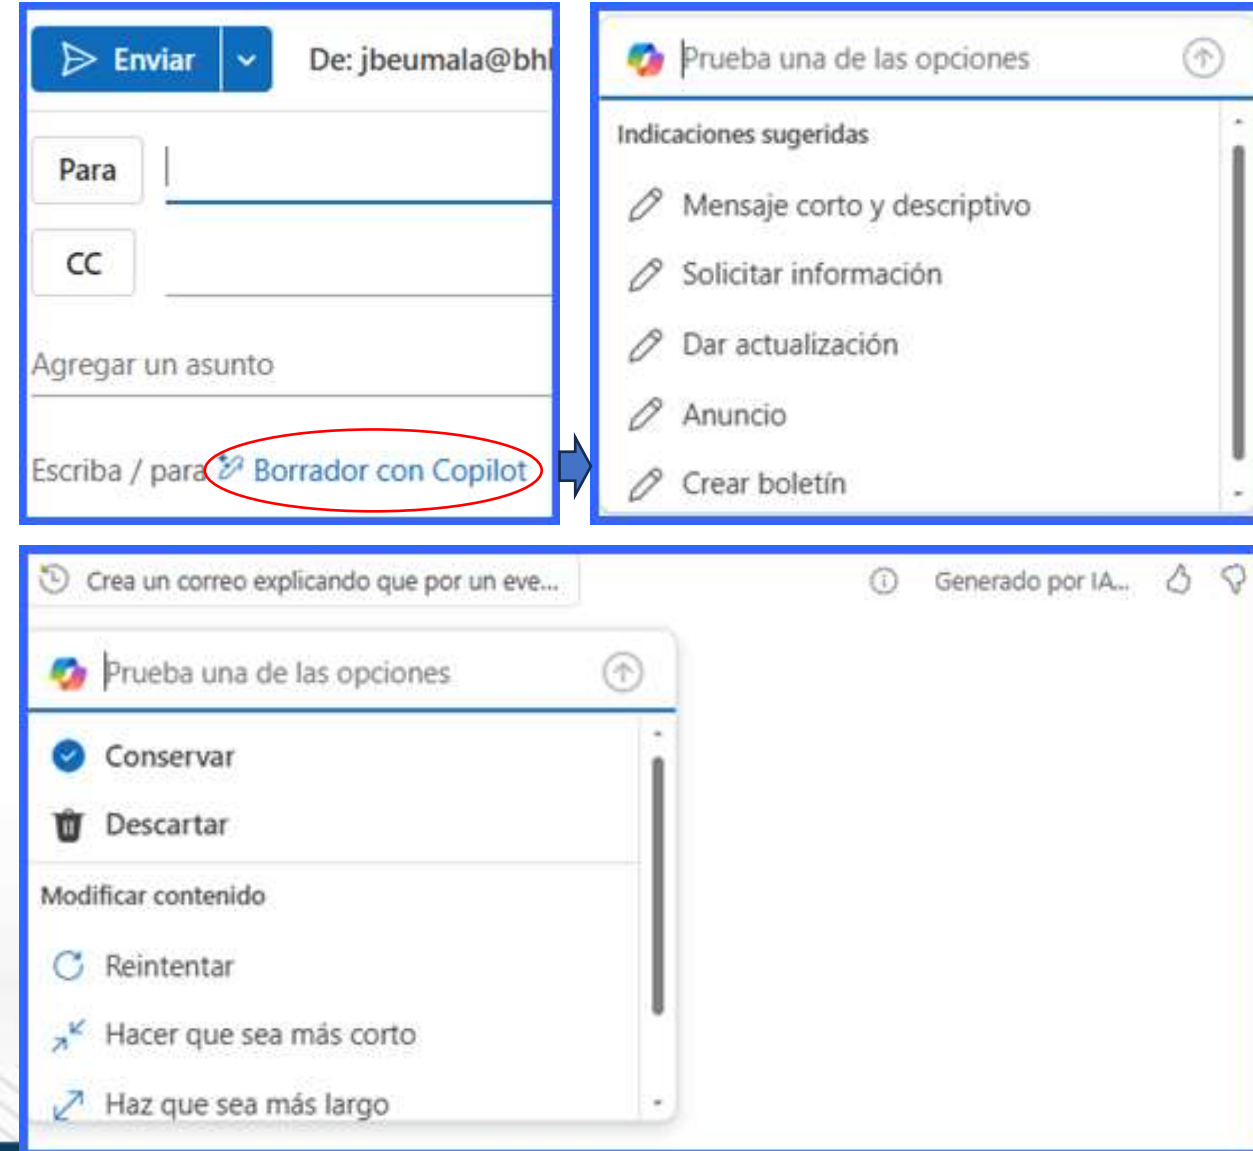 Enviar
De: jbeumala@bhl
Para
CC
Agregar un asunto
Escriba / para Borrador con Copilot
Prueba una de las opciones
Indicaciones sugeridas
Mensaje corto y descriptivo
Solicitar información
Dar actualización
Anuncio
Crear boletín
Crea un correo explicando que por un eve...
Generado por IA...
Prueba una de las opciones
Conservar
Descartar
Modificar contenido
Reintentar
Hacer que sea más corto
Haz que sea más largo